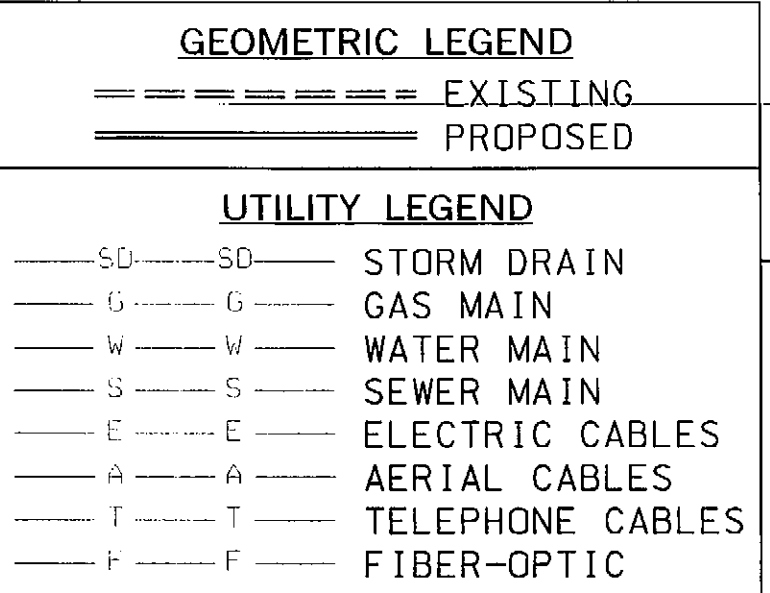 GEOMETRIC LEGEND
EXISTING
PROPOSED
UTILITY LEGEND
SD SD STORM DRAIN
G G GAS MAIN
W W WATER MAIN
S S SEWER MAIN
E E ELECTRIC CABLES
A A AERIAL CABLES
T T TELEPHONE CABLES
F F FIBER-OPTIC